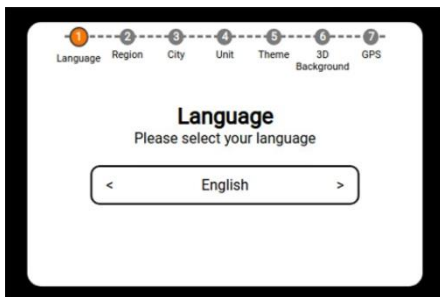 1 2 3 4 5 6 7
Language Region City Unit Theme 3D Background GPS
Language
Please select your language
< English >